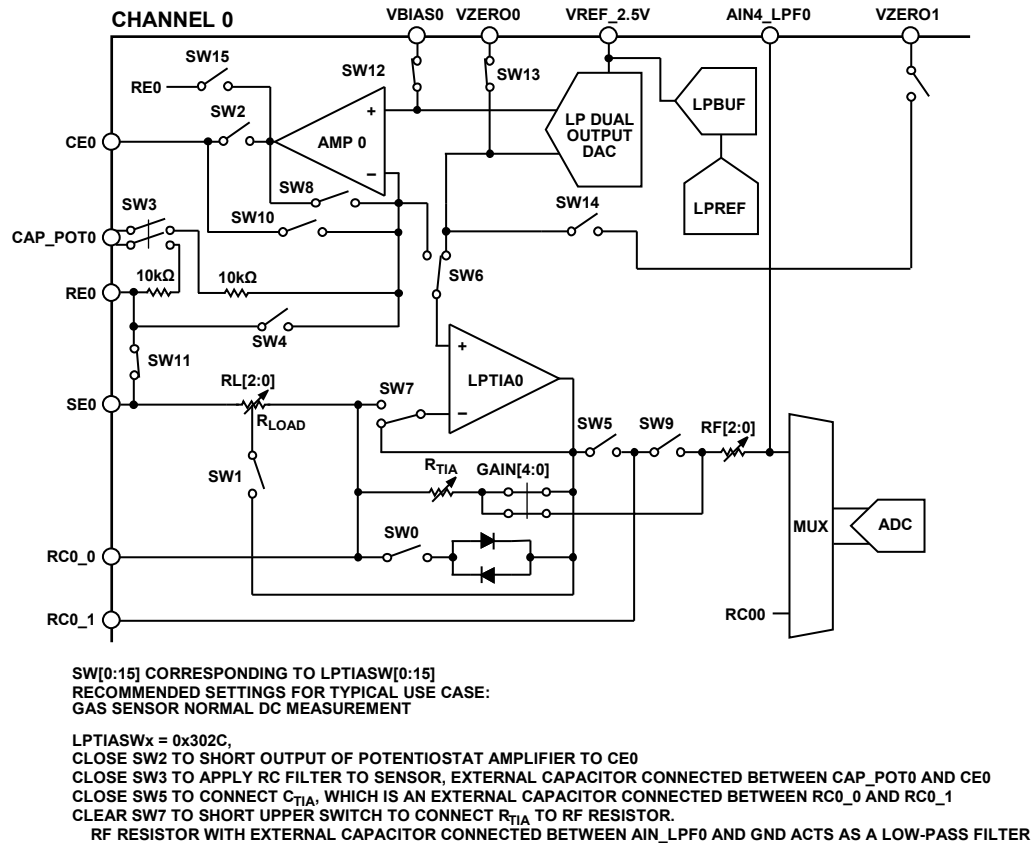 CHANNEL 0
VBIAS0 VZERO0 VREF_2.5V AIN4_LPF0 VZERO1
SW15
RE0
SW12
SW13
SW2
CE0
AMP 0
+
–
LP DUAL
OUTPUT
DAC
LPBUF
LPREF
SW8
SW3
SW10
SW14
CAP_POT0
SW6
10kΩ 10kΩ
RE0
SW4
SW11
+
–
LPTIA0
RL[2:0]
SW7
SE0
RLOAD
SW5 SW9 RF[2:0]
SW1
RTIA GAIN[4:0]
MUX
ADC
SW0
RC0_0
RC00
RC0_1
SW[0:15] CORRESPONDING TO LPTIASW[0:15]
RECOMMENDED SETTINGS FOR TYPICAL USE CASE:
GAS SENSOR NORMAL DC MEASUREMENT
LPTIASWx = 0x302C,
CLOSE SW2 TO SHORT OUTPUT OF POTENTIOSTAT AMPLIFIER TO CE0
CLOSE SW3 TO APPLY RC FILTER TO SENSOR, EXTERNAL CAPACITOR CONNECTED BETWEEN CAP_POT0 AND CE0
CLOSE SW5 TO CONNECT CTIA, WHICH IS AN EXTERNAL CAPACITOR CONNECTED BETWEEN RC0_0 AND RC0_1
CLEAR SW7 TO SHORT UPPER SWITCH TO CONNECT RTIA TO RF RESISTOR.
RF RESISTOR WITH EXTERNAL CAPACITOR CONNECTED BETWEEN AIN_LPF0 AND GND ACTS AS A LOW-PASS FILTER